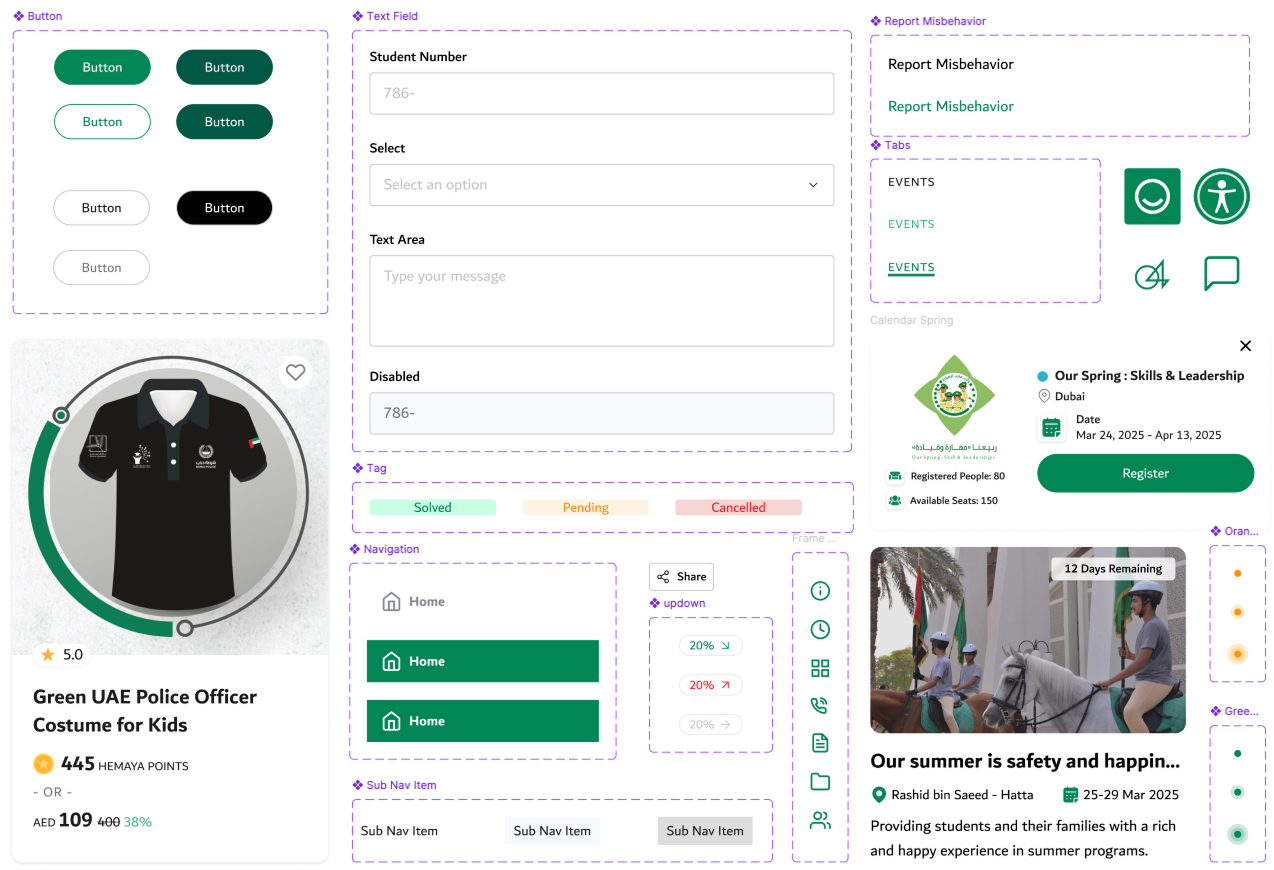 Button
Button
Button
Button
Button
Button
Button
Button
Text Field
Student Number
786-
Select
Select an option
Text Area
Type your message
Disabled
786-
Tag
Solved
Pending
Cancelled
Navigation
Home
Home
Home
Share
updown
20%
20%
20%
Sub Nav Item
Sub Nav Item
Sub Nav Item
Sub Nav Item
Frame ...
Report Misbehavior
Report Misbehavior
Report Misbehavior
Tabs
EVENTS
EVENTS
EVENTS
Calendar Spring
ربيعنا «مهارة وقيادة»
Our Spring: Skill & Leadership
Registered People: 80
Available Seats: 150
Our Spring : Skills & Leadership
Dubai
Date
Mar 24, 2025 - Apr 13, 2025
Register
5.0
Green UAE Police Officer
Costume for Kids
445 HEMAYA POINTS
- OR -
AED 109 400 38%
12 Days Remaining
Our summer is safety and happin...
Rashid bin Saeed - Hatta
25-29 Mar 2025
Providing students and their families with a rich
and happy experience in summer programs.
Oran...
Gree...